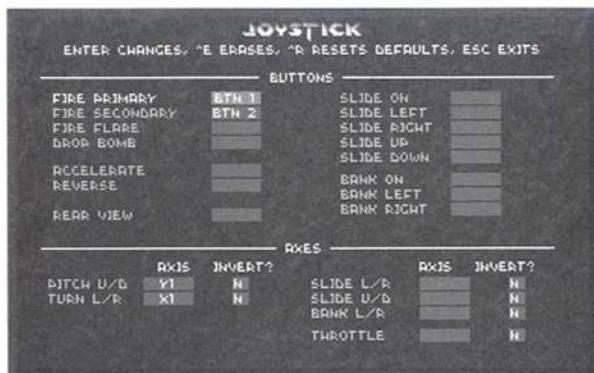 JOYSTICK
ENTER CHANGES, ^E ERASES, ^R RESETS DEFAULTS, ESC EXITS
BUTTONS
FIRE PRIMARY BTN 1
FIRE SECONDARY BTN 2
FIRE FLARE
DROP BOMB
ACCELERATE
REVERSE
REAR VIEW
SLIDE ON
SLIDE LEFT
SLIDE RIGHT
SLIDE UP
SLIDE DOWN
BANK ON
BANK LEFT
BANK RIGHT
AXES
AXIS INVERT?
PITCH U/D Y1 N
TURN L/R X1 N
AXIS INVERT?
SLIDE L/R N
SLIDE U/D N
BANK L/R N
THROTTLE N